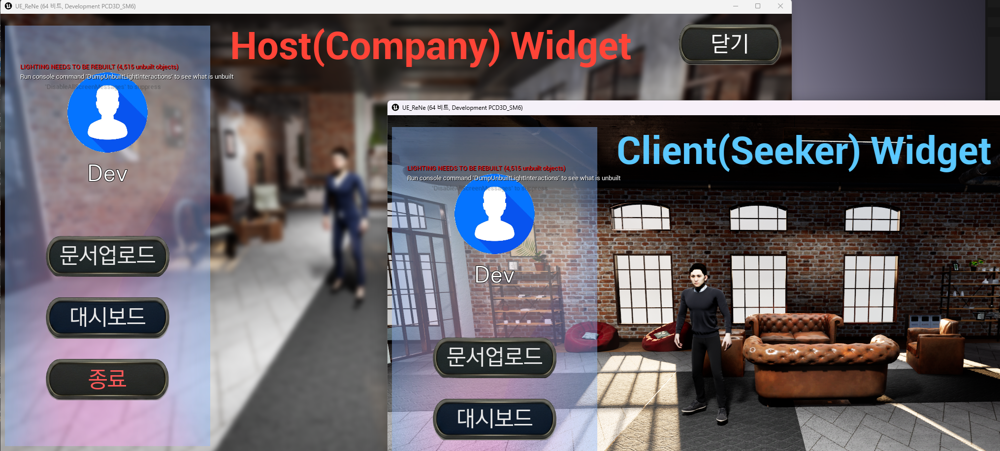 UE_ReNe (64 비트, Development PCD3D_SM6)
Host(Company) Widget
닫기
LIGHTING NEEDS TO BE REBUILT (4,515 unbuilt objects)
Run console command 'DumpUnbuiltLightInteractions' to see what is unbuilt
'DisableAllScreenMessages' to suppress
Dev
문서업로드
대시보드
종료
UE_ReNe (64 비트, Development PCD3D_SM6)
Client(Seeker) Widget
LIGHTING NEEDS TO BE REBUILT (4,515 unbuilt objects)
Run console command 'DumpUnbuiltLightInteractions' to see what is unbuilt
'DisableAllScreenMessages' to suppress
Dev
문서업로드
대시보드